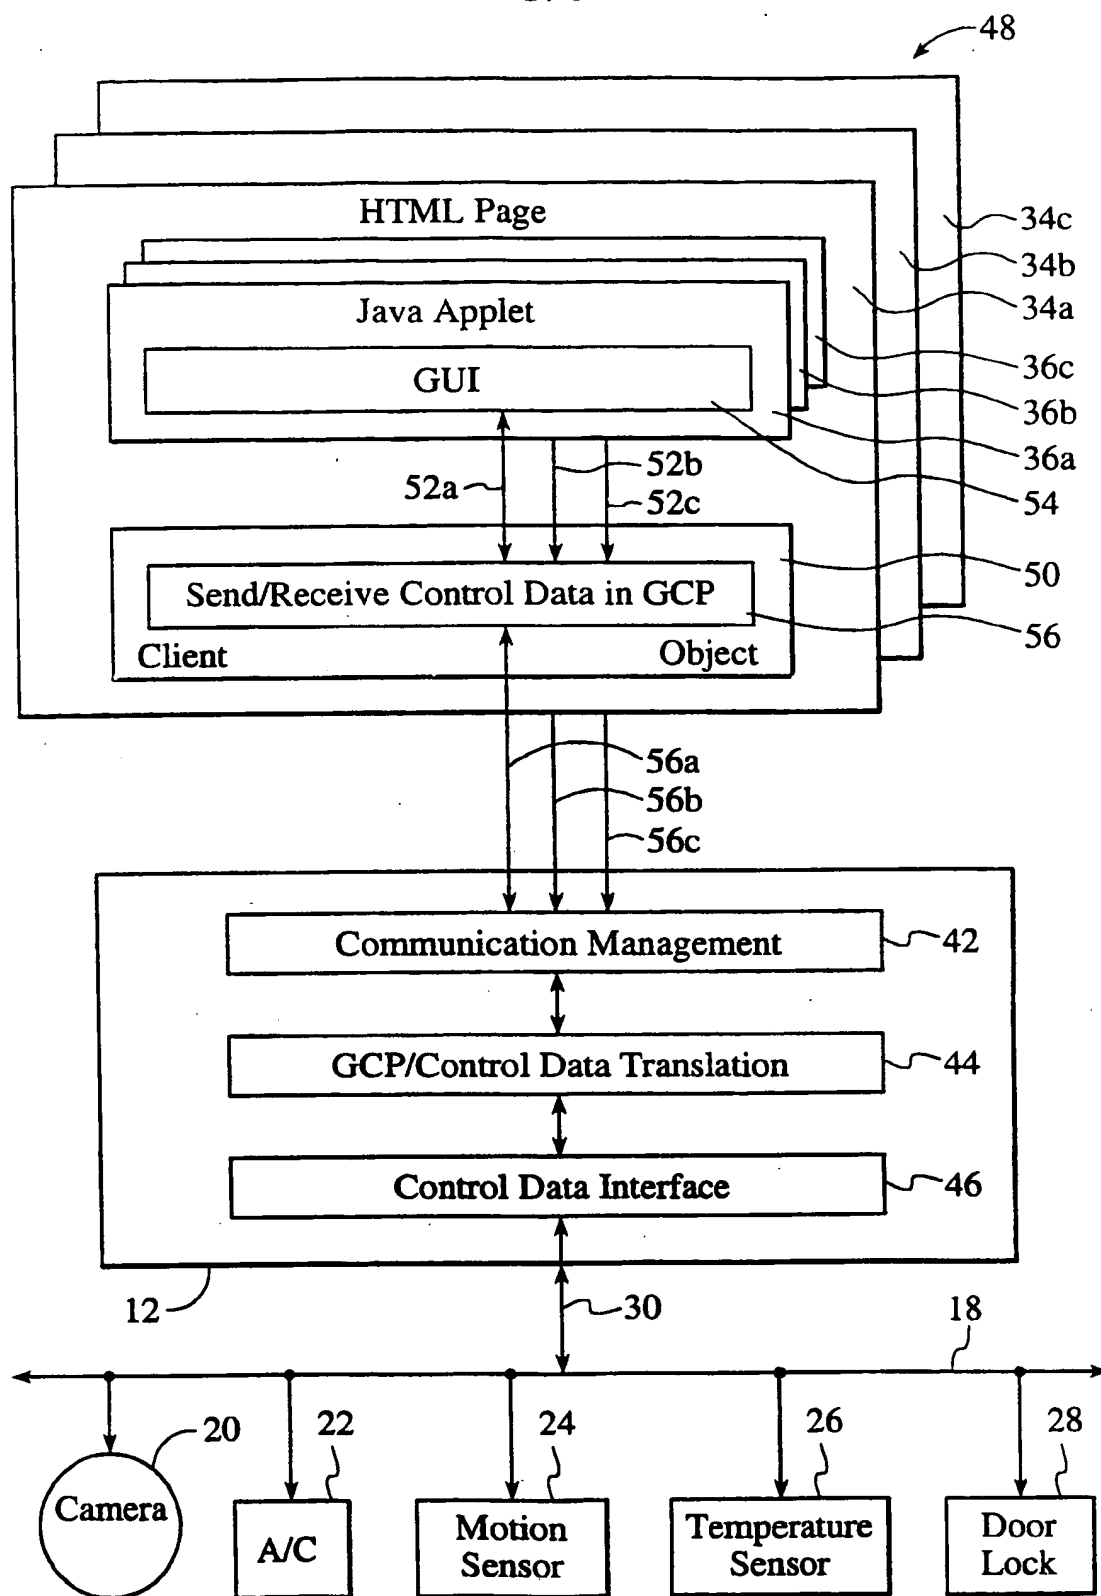 48
HTML Page
34c
34b
34a
Java Applet
36c
GUI
36b
36a
52b
52a
52c
54
50
Send/Receive Control Data in GCP
56
Client
Object
56a
56b
56c
Communication Management
42
GCP/Control Data Translation
44
Control Data Interface
46
12
30
18
20
22
24
26
28
Camera
A/C
Motion
Sensor
Temperature
Sensor
Door
Lock